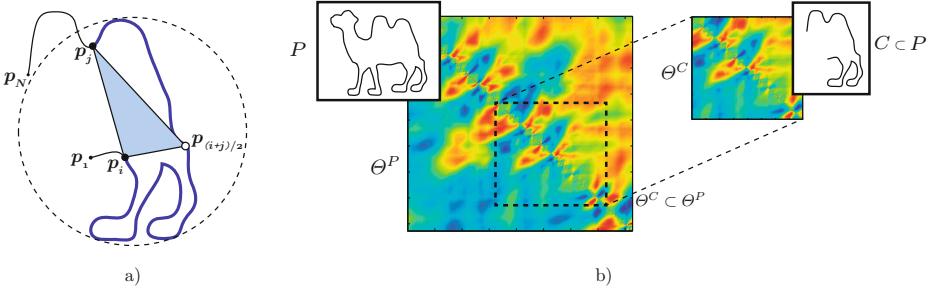 p_j
p_N
p_(i+j)/2
p_1
p_i
a)
P
Θ^P
Θ^C
C ⊂ P
Θ^C ⊂ Θ^P
b)